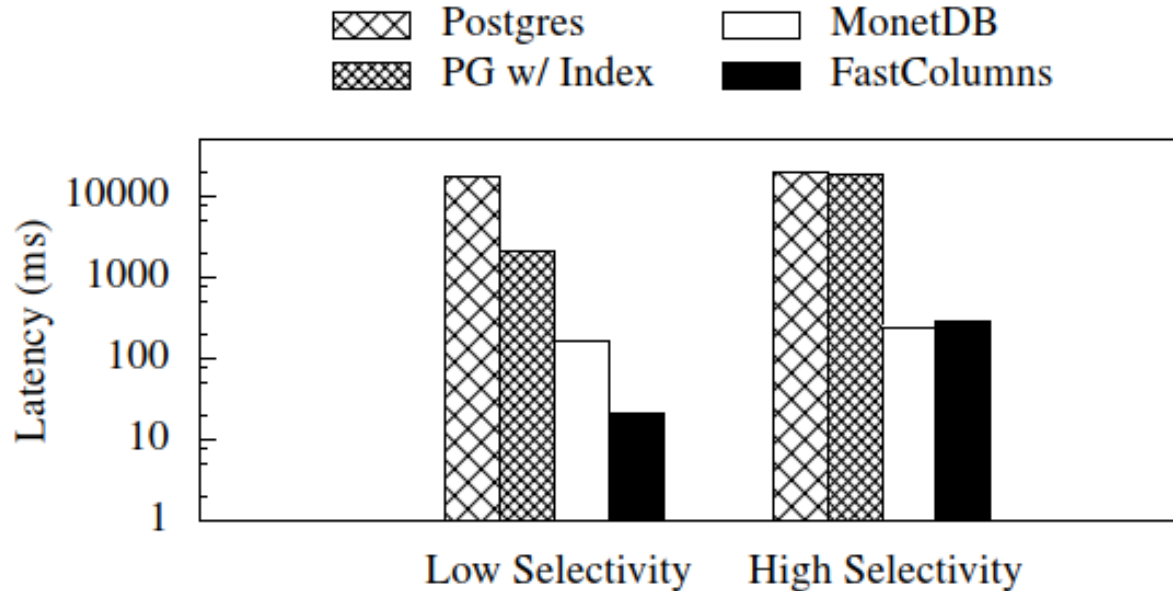 Postgres
MonetDB
PG w/ Index
FastColumns
Latency (ms)
10000
1000
100
10
1
Low Selectivity
High Selectivity